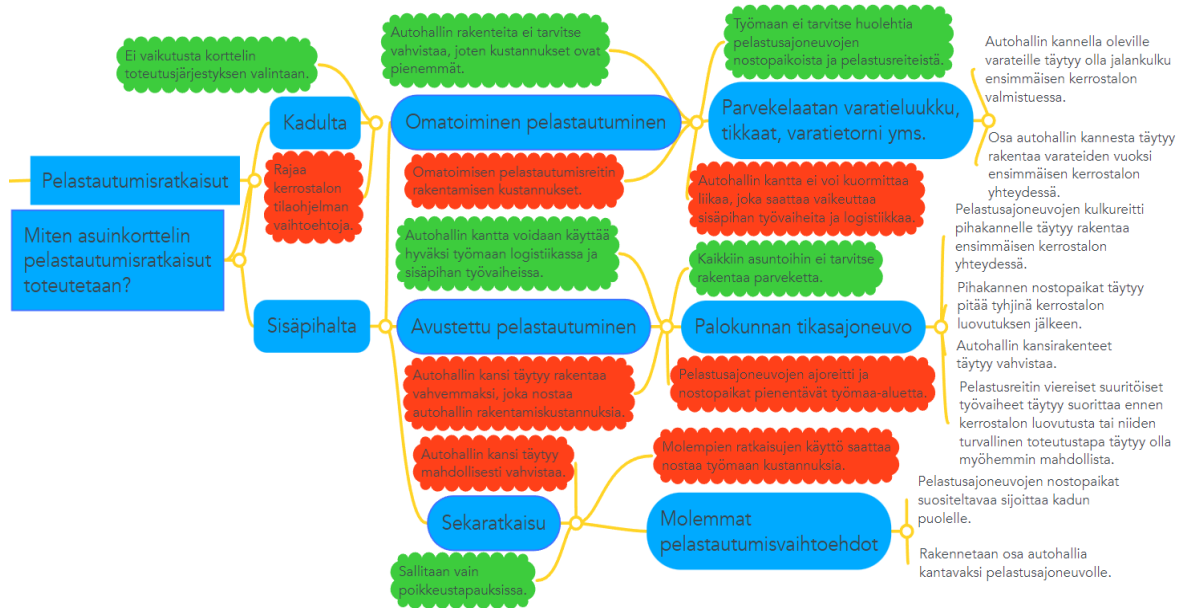 Pelastautumisratkaisut
Miten asuinkorttelin
pelastautumisratkaisut
toteutetaan?
Ei vaikutusta korttelin
toteutusjärjestyksen valintaan.
Kadulta
Rajaa
kerrostalon
tilaohjelman
vaihtoehtoja.
Sisäpihalta
Autohallin rakenteita ei tarvitse
vahvistaa, joten kustannukset ovat
pienemmät.
Omatoiminen pelastautuminen
Omatoimisen pelastautumisreitin
rakentamisen kustannukset.
Työmaan ei tarvitse huolehtia
pelastusajoneuvojen
nostopaikoista ja pelastusreiteistä.
Parvekelaatan varatieluukku,
tikkaat, varatietorni yms.
Autohallin kantta ei voi kuormittaa
liikaa, joka saattaa vaikeuttaa
sisäpihan työvaiheita ja logistiikkaa.
Autohallin kannella oleville
varateille täytyy olla jalankulku
ensimmäisen kerrostalon
valmistuessa.
Osa autohallin kannesta täytyy
rakentaa varateiden vuoksi
ensimmäisen kerrostalon
yhteydessä.
Autohallin kantta voidaan käyttää
hyväksi työmaan logistiikassa ja
sisäpihan työvaiheissa.
Avustettu pelastautuminen
Autohallin kansi täytyy rakentaa
vahvemmaksi, joka nostaa
autohallin rakentamiskustannuksia.
Kaikkiin asuntoihin ei tarvitse
rakentaa parveketta.
Palokunnan tikasajoneuvo
Pelastusajoneuvojen ajoreitti ja
nostopaikat pienentävät työmaa-aluetta.
Pelastusajoneuvojen kulkureitti
pihakannelle täytyy rakentaa
ensimmäisen kerrostalon
yhteydessä.
Pihakannen nostopaikat täytyy
pitää tyhjinä kerrostalon
luovutuksen jälkeen.
Autohallin kansirakenteet
täytyy vahvistaa.
Pelastusreitin viereiset suuritöiset
työvaiheet täytyy suorittaa ennen
kerrostalon luovutusta tai niiden
turvallinen toteutustapa täytyy olla
myöhemmin mahdollista.
Autohallin kansi täytyy
mahdollisesti vahvistaa.
Sekaratkaisu
Sallitaan vain
poikkeustapauksissa.
Molempien ratkaisujen käyttö saattaa
nostaa työmaan kustannuksia.
Molemmat
pelastautumisvaihtoehdot
Pelastusajoneuvojen nostopaikat
suositeltavaa sijoittaa kadun
puolelle.
Rakennetaan osa autohallia
kantavaksi pelastusajoneuvolle.